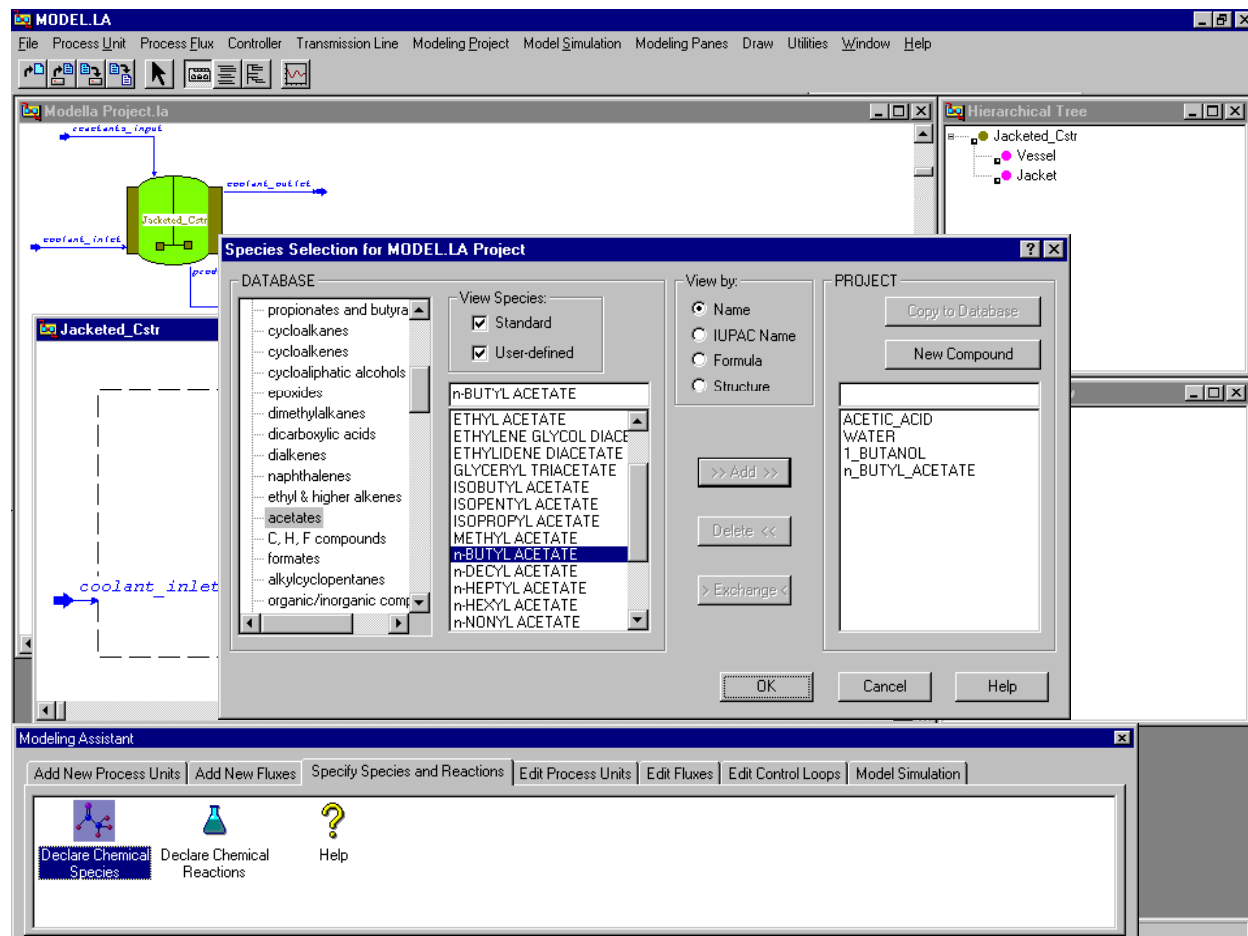 MODEL.LA
File Process Unit Process Flux Controller Transmission Line Modeling Project Model Simulation Modeling Panes Draw Utilities Window Help
Modella Project.la
reactants_input
coolant_outlet
Jacketed_Cstr
coolant_inlet
prod
Hierarchical Tree
Jacketed_Cstr
Vessel
Jacket
Species Selection for MODEL.LA Project
DATABASE
propionates and butyra
cycloalkanes
cycloalkenes
cycloaliphatic alcohols
epoxides
dimethylalkanes
dicarboxylic acids
dialkenes
naphthalenes
ethyl & higher alkenes
acetates
C, H, F compounds
formates
alkylcyclopentanes
organic/inorganic comp
View Species:
Standard
User-defined
n-BUTYL ACETATE
ETHYL ACETATE
ETHYLENE GLYCOL DIACE
ETHYLIDENE DIACETATE
GLYCERYL TRIACETATE
ISOBUTYL ACETATE
ISOPENTYL ACETATE
ISOPROPYL ACETATE
METHYL ACETATE
n-BUTYL ACETATE
n-DECYL ACETATE
n-HEPTYL ACETATE
n-HEXYL ACETATE
n-NONYL ACETATE
View by:
Name
IUPAC Name
Formula
Structure
>> Add >>
Delete <<
> Exchange <
PROJECT
Copy to Database
New Compound
ACETIC_ACID
WATER
1_BUTANOL
n_BUTYL_ACETATE
OK Cancel Help
Jacketed_Cstr
coolant_inlet
Modeling Assistant
Add New Process Units Add New Fluxes Specify Species and Reactions Edit Process Units Edit Fluxes Edit Control Loops Model Simulation
Declare Chemical Species
Declare Chemical Reactions
Help